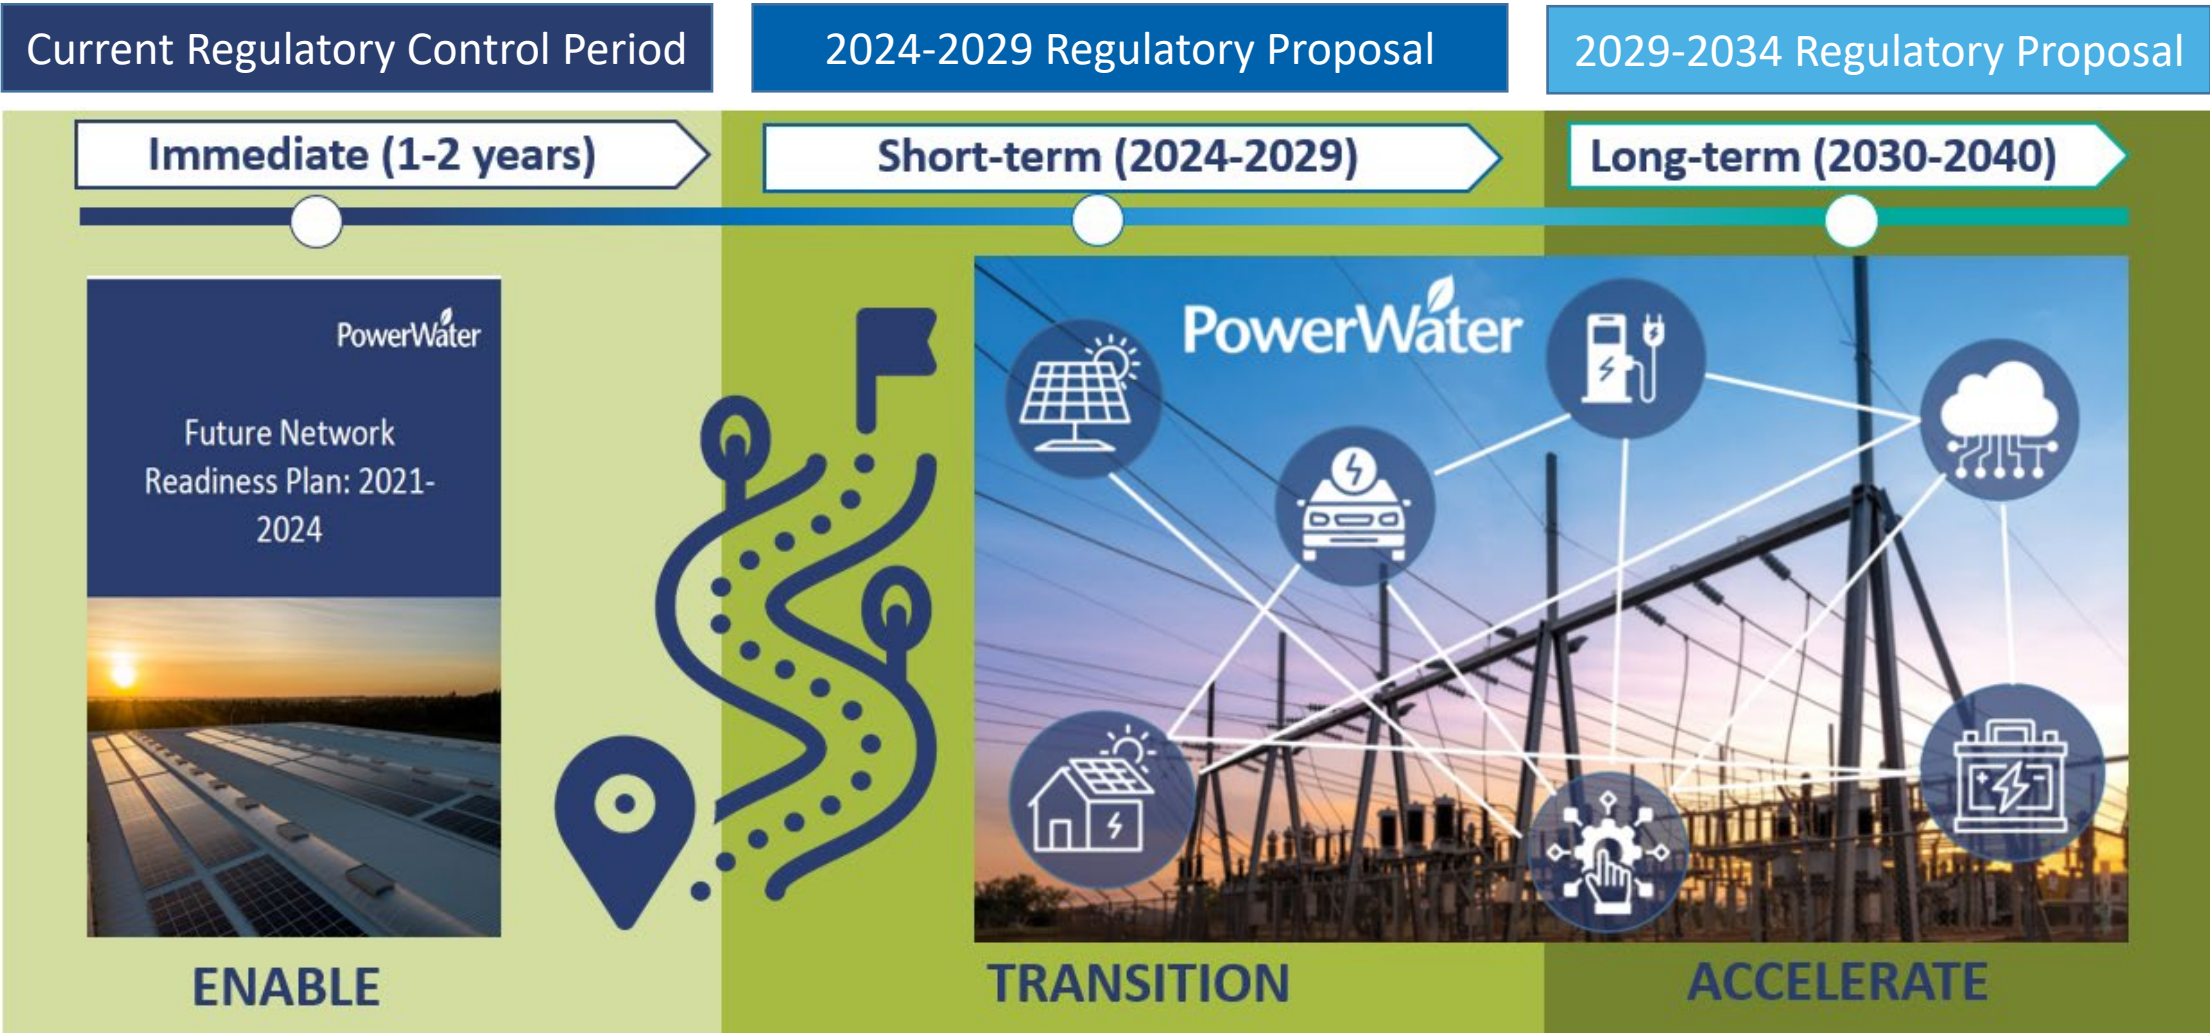 Current Regulatory Control Period
2024-2029 Regulatory Proposal
2029-2034 Regulatory Proposal
Immediate (1-2 years)
Short-term (2024-2029)
Long-term (2030-2040)
PowerWater
Future Network
Readiness Plan: 2021-
2024
PowerWater
ENABLE
TRANSITION
ACCELERATE